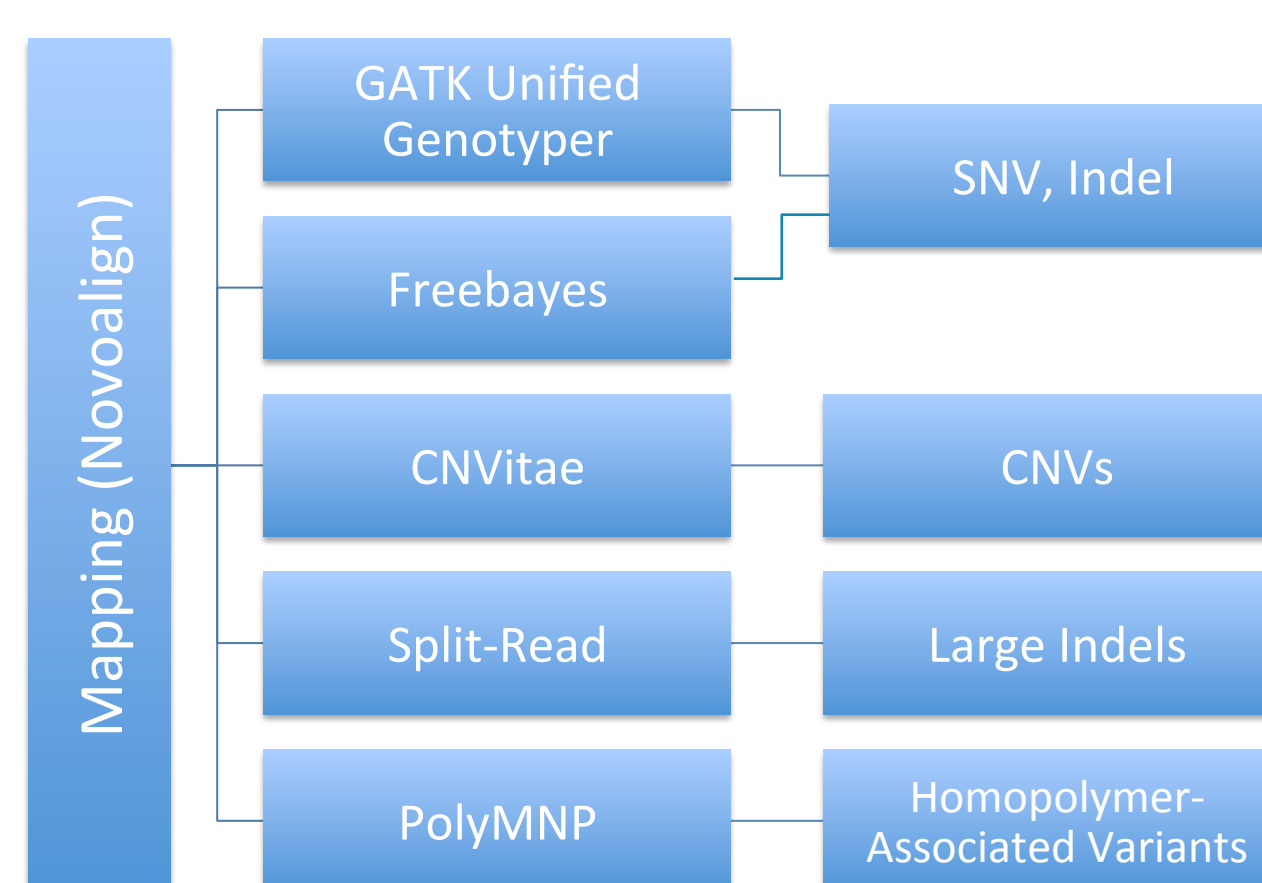 Mapping (Novoalign)
GATK Unified
Genotyper
SNV, Indel
Freebayes
CNVitae
CNVs
Split-Read
Large Indels
PolyMNP
Homopolymer-
Associated Variants